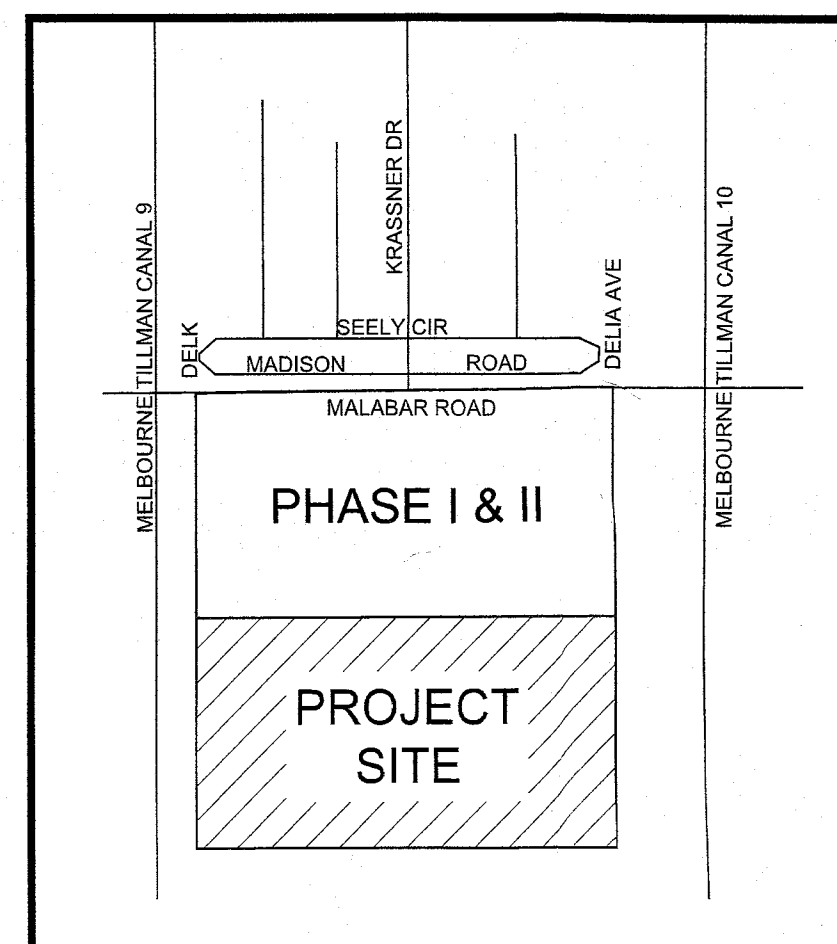 KRASSNER DR
MELBOURNE TILLMAN CANAL 9
MELBOURNE TILLMAN CANAL 10
DELK
SEELY CIR
DELIA AVE
MADISON ROAD
MALABAR ROAD
PHASE I & II
PROJECT
SITE